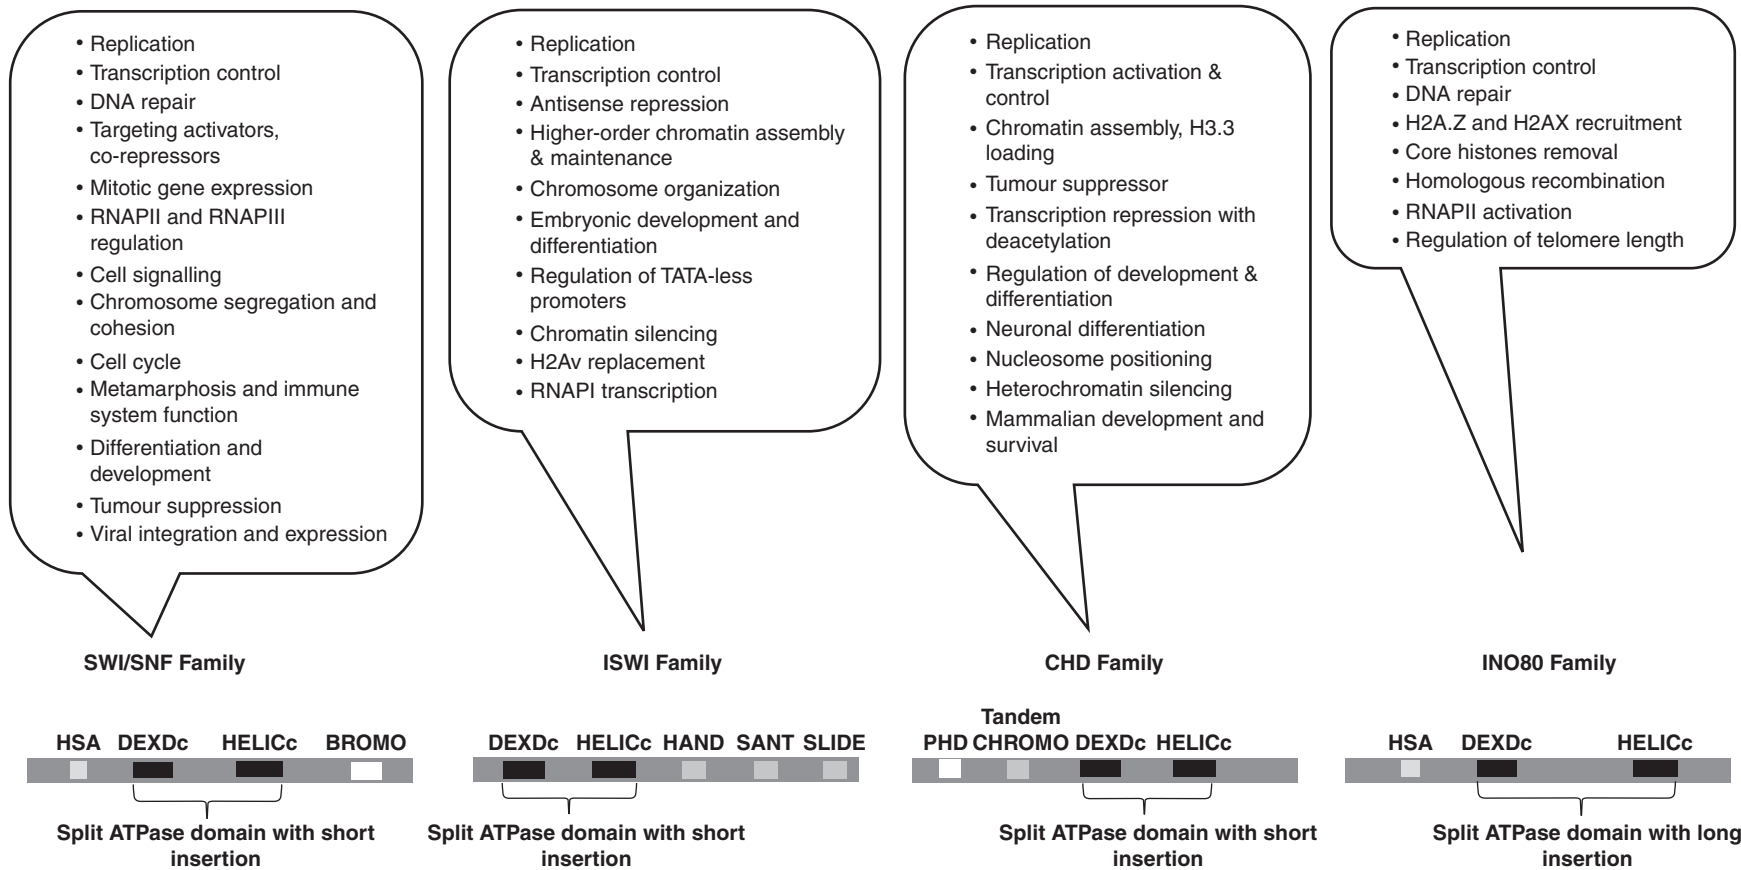 • Replication
• Transcription control
• DNA repair
• Targeting activators,
co-repressors
• Mitotic gene expression
• RNAPII and RNAPIII
regulation
• Cell signalling
• Chromosome segregation and
cohesion
• Cell cycle
• Metamarphosis and immune
system function
• Differentiation and
development
• Tumour suppression
• Viral integration and expression
• Replication
• Transcription control
• Antisense repression
• Higher-order chromatin assembly
& maintenance
• Chromosome organization
• Embryonic development and
differentiation
• Regulation of TATA-less
promoters
• Chromatin silencing
• H2Av replacement
• RNAPI transcription
• Replication
• Transcription activation &
control
• Chromatin assembly, H3.3
loading
• Tumour suppressor
• Transcription repression with
deacetylation
• Regulation of development &
differentiation
• Neuronal differentiation
• Nucleosome positioning
• Heterochromatin silencing
• Mammalian development and
survival
• Replication
• Transcription control
• DNA repair
• H2A.Z and H2AX recruitment
• Core histones removal
• Homologous recombination
• RNAPII activation
• Regulation of telomere length
SWI/SNF Family
ISWI Family
CHD Family
INO80 Family
HSA DEXDc HELICc BROMO
Split ATPase domain with short
insertion
DEXDc HELICc HAND SANT SLIDE
Split ATPase domain with short
insertion
Tandem
PHD CHROMO DEXDc HELICc
Split ATPase domain with short
insertion
HSA DEXDc HELICc
Split ATPase domain with long
insertion